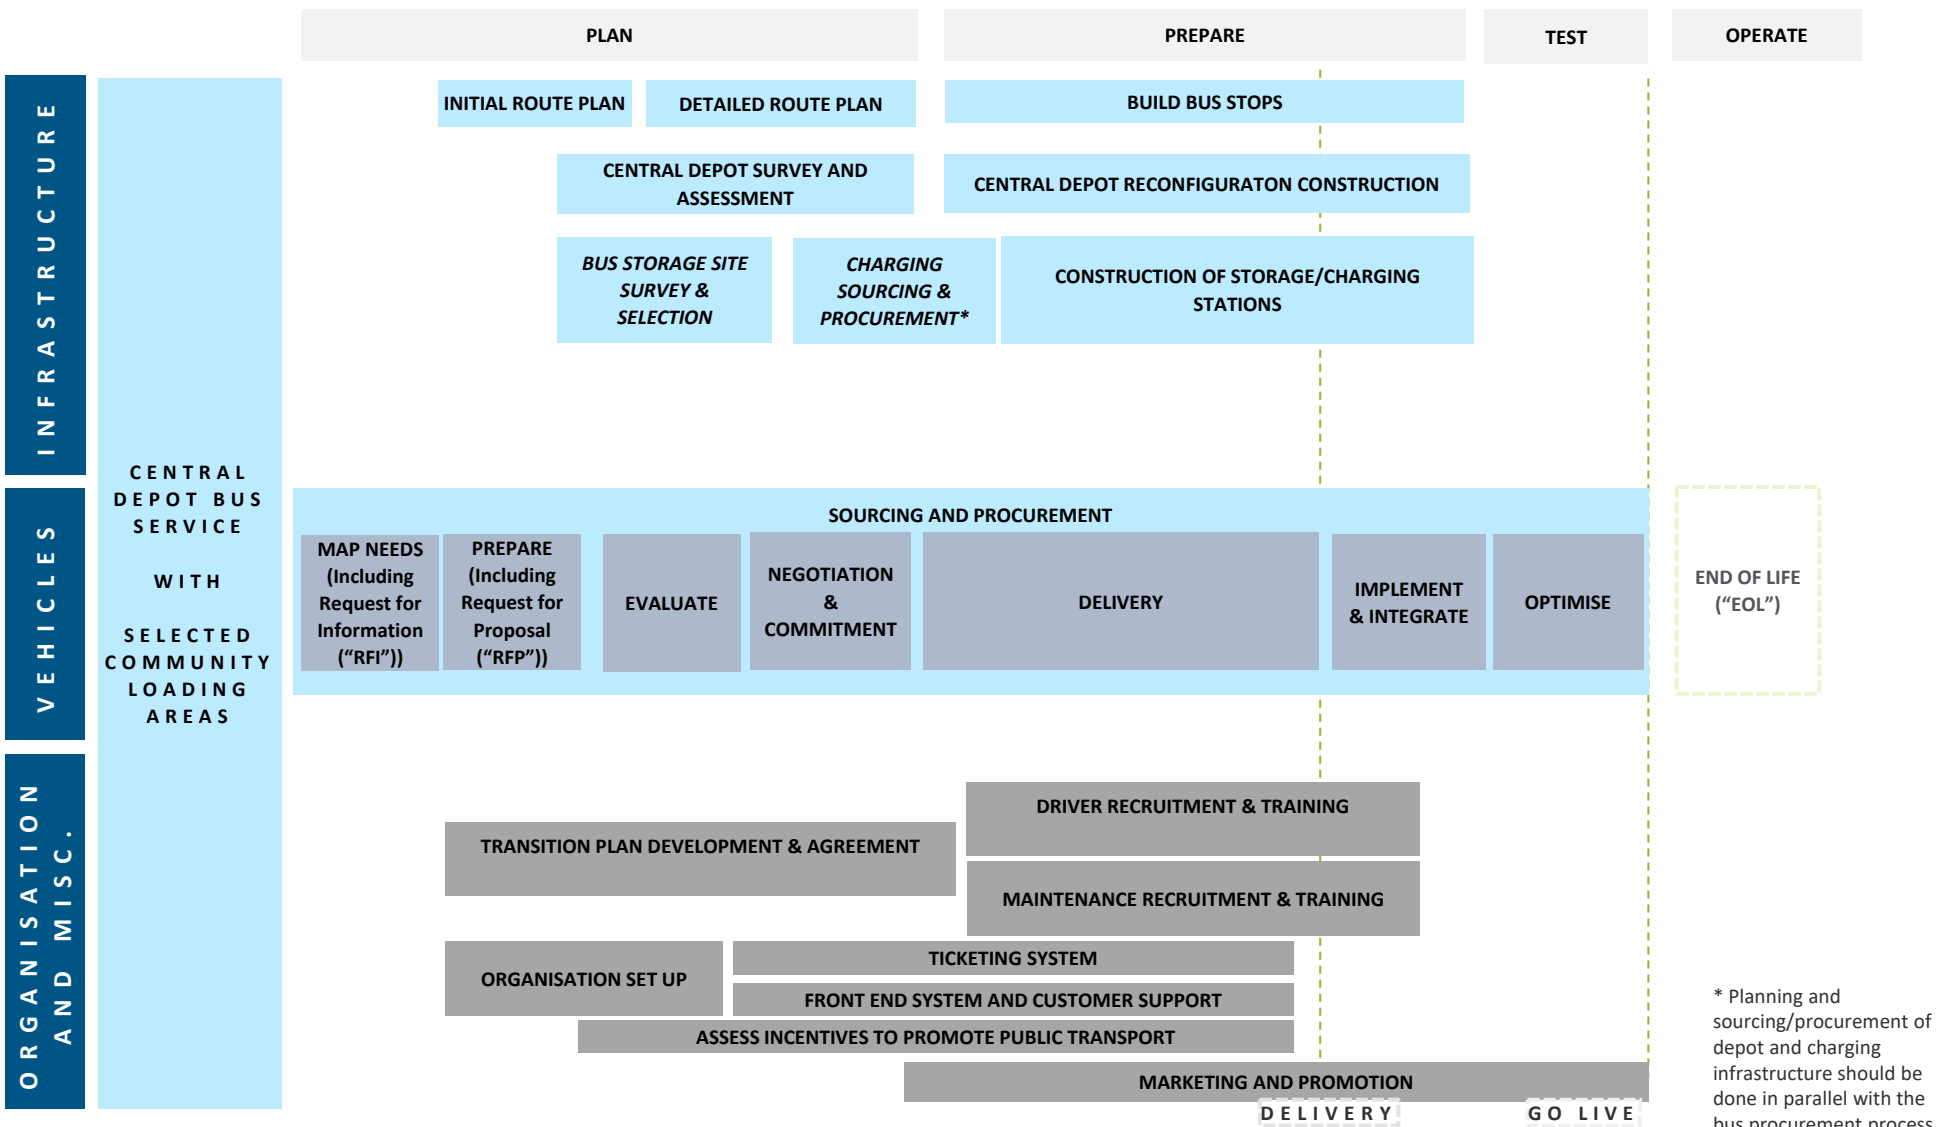 PLAN
PREPARE
TEST
OPERATE
INFRASTRUCTURE
INITIAL ROUTE PLAN
DETAILED ROUTE PLAN
BUILD BUS STOPS
CENTRAL DEPOT SURVEY AND
ASSESSMENT
CENTRAL DEPOT RECONFIGURATON CONSTRUCTION
BUS STORAGE SITE
SURVEY &
SELECTION
CHARGING
SOURCING &
PROCUREMENT*
CONSTRUCTION OF STORAGE/CHARGING
STATIONS
CENTRAL
DEPOT BUS
SERVICE
WITH
SELECTED
COMMUNITY
LOADING
AREAS
VEHICLES
SOURCING AND PROCUREMENT
MAP NEEDS
(Including
Request for
Information
(“RFI”))
PREPARE
(Including
Request for
Proposal
(“RFP”))
EVALUATE
NEGOTIATION
&
COMMITMENT
DELIVERY
IMPLEMENT
& INTEGRATE
OPTIMISE
END OF LIFE
(“EOL”)
ORGANISATION
AND MISC.
DRIVER RECRUITMENT & TRAINING
TRANSITION PLAN DEVELOPMENT & AGREEMENT
MAINTENANCE RECRUITMENT & TRAINING
ORGANISATION SET UP
TICKETING SYSTEM
FRONT END SYSTEM AND CUSTOMER SUPPORT
ASSESS INCENTIVES TO PROMOTE PUBLIC TRANSPORT
MARKETING AND PROMOTION
DELIVERY
GO LIVE
* Planning and
sourcing/procurement of
depot and charging
infrastructure should be
done in parallel with the
bus procurement process